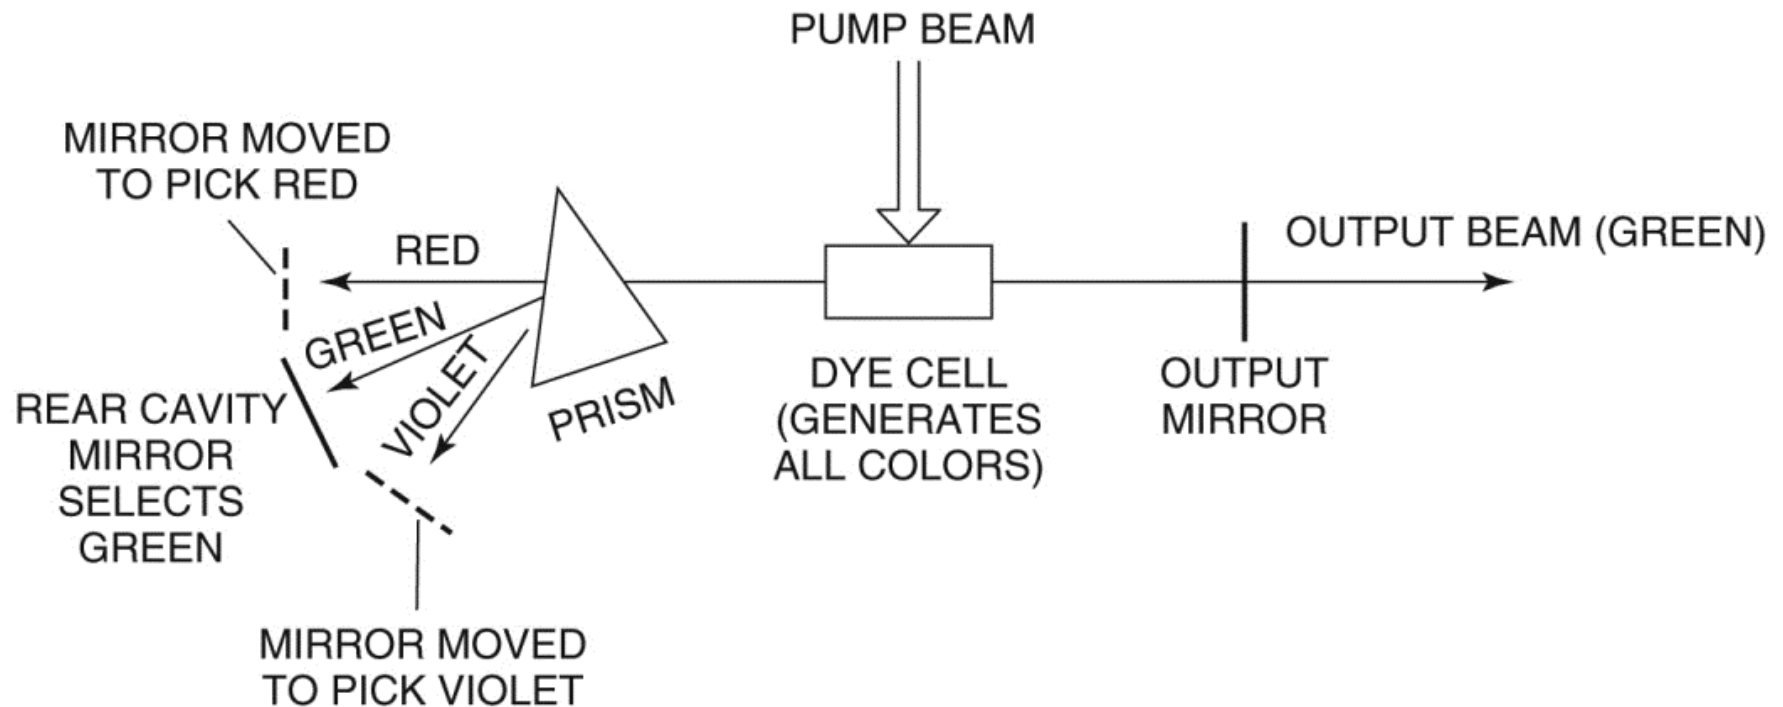 PUMP BEAM
MIRROR MOVED
TO PICK RED
RED
OUTPUT BEAM (GREEN)
GREEN
VIOLET
PRISM
REAR CAVITY
MIRROR
SELECTS
GREEN
DYE CELL
(GENERATES
ALL COLORS)
OUTPUT
MIRROR
MIRROR MOVED
TO PICK VIOLET